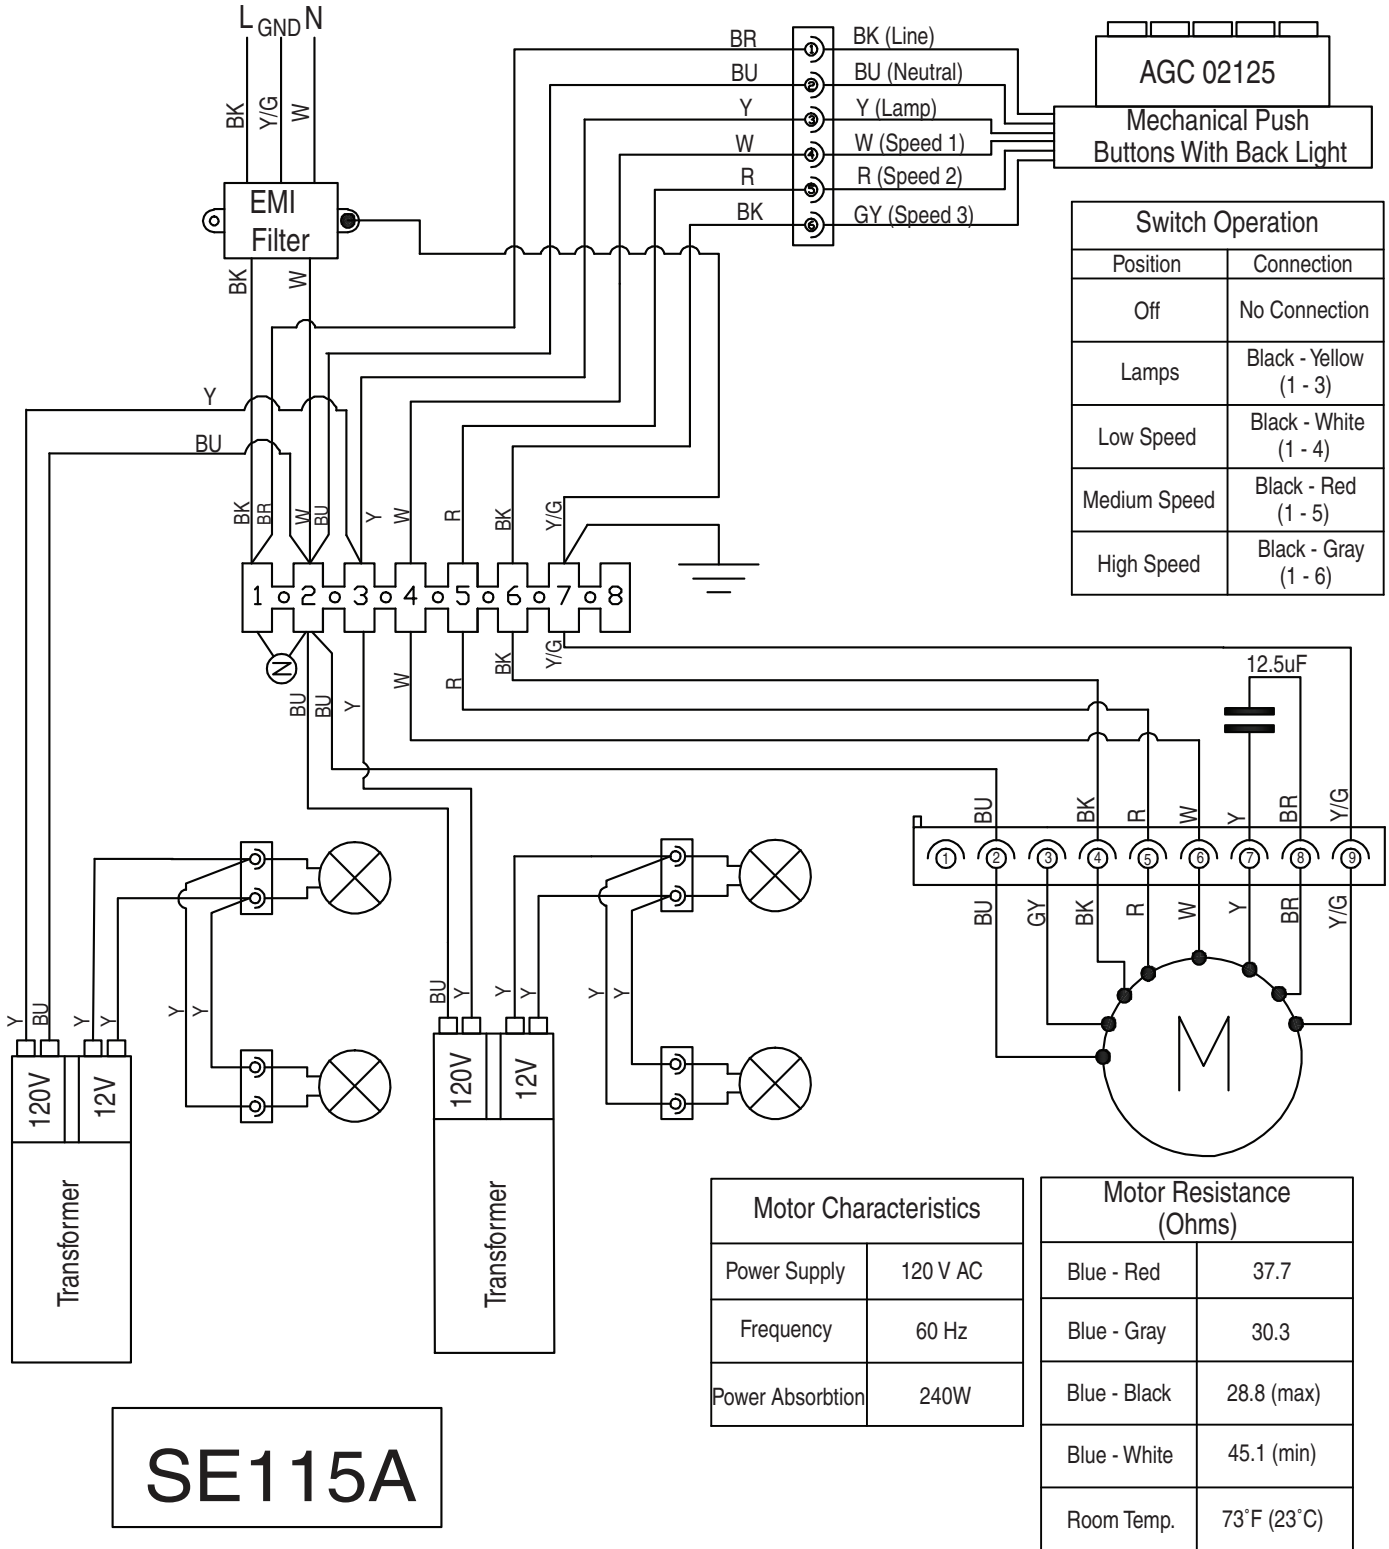 L GND N
BK Y/G W
EMI
Filter
BK W
BR BK (Line)
BU BU (Neutral)
Y Y (Lamp)
W W (Speed 1)
R R (Speed 2)
BK GY (Speed 3)
1
2
3
4
5
6
AGC 02125
Mechanical Push
Buttons With Back Light
Switch Operation
Position Connection
Off No Connection
Lamps Black - Yellow
(1 - 3)
Low Speed Black - White
(1 - 4)
Medium Speed Black - Red
(1 - 5)
High Speed Black - Gray
(1 - 6)
Y
BU
BK BR W BU Y W R BK Y/G
1 2 3 4 5 6 7 8
N
BU BU Y W R BK Y/G
12.5uF
BU BK R W Y BR Y/G
1 2 3 4 5 6 7 8 9
BU GY BK R W Y BR Y/G
M
Y BU Y Y Y Y
120V 12V
Transformer
BU Y Y Y Y Y
120V 12V
Transformer
Motor Characteristics
Power Supply 120 V AC
Frequency 60 Hz
Power Absorbtion 240W
Motor Resistance
(Ohms)
Blue - Red 37.7
Blue - Gray 30.3
Blue - Black 28.8 (max)
Blue - White 45.1 (min)
Room Temp. 73˚F (23˚C)
SE115A